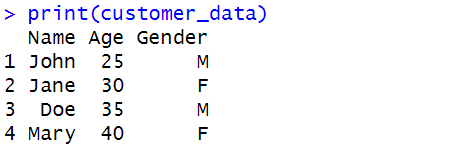 > print(customer_data)
  Name Age Gender
1 John  25      M
2 Jane  30      F
3  Doe  35      M
4 Mary  40      F